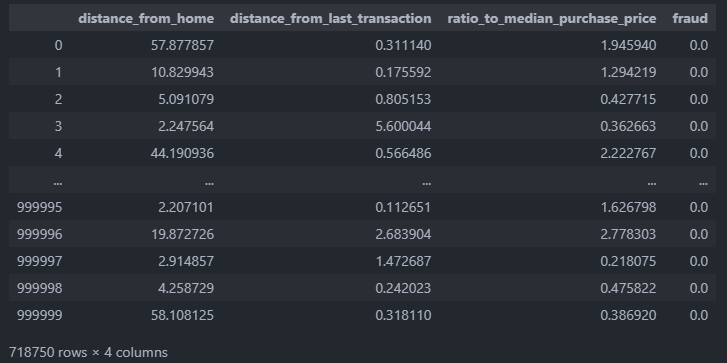 distance_from_home distance_from_last_transaction ratio_to_median_purchase_price fraud
0 57.877857 0.311140 1.945940 0.0
1 10.829943 0.175592 1.294219 0.0
2 5.091079 0.805153 0.427715 0.0
3 2.247564 5.600044 0.362663 0.0
4 44.190936 0.566486 2.222767 0.0
... ... ... ... ...
999995 2.207101 0.112651 1.626798 0.0
999996 19.872726 2.683904 2.778303 0.0
999997 2.914857 1.472687 0.218075 0.0
999998 4.258729 0.242023 0.475822 0.0
999999 58.108125 0.318110 0.386920 0.0
718750 rows × 4 columns